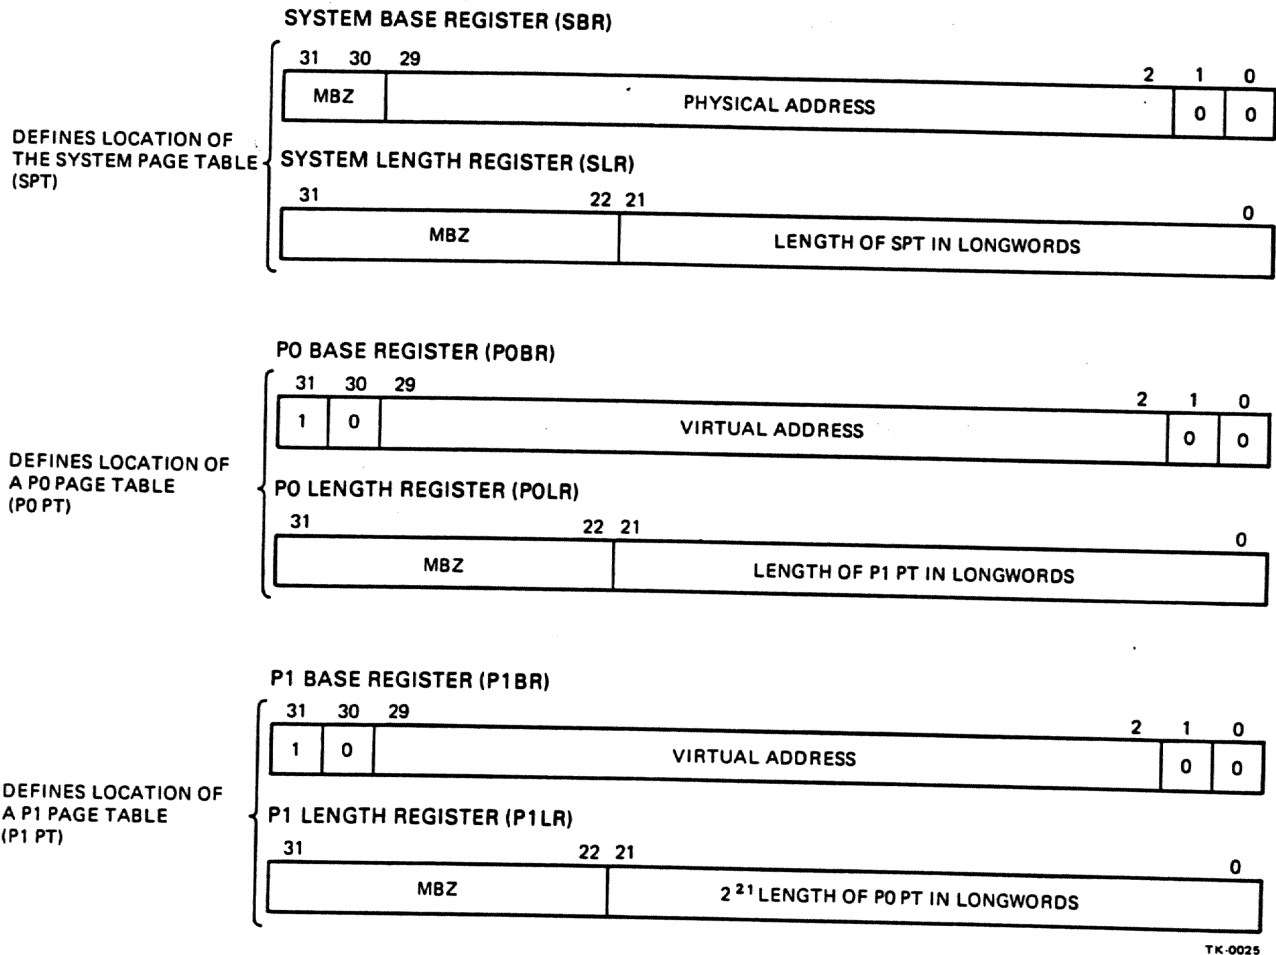 SYSTEM BASE REGISTER (SBR)
31 30 29 2 1 0
MBZ PHYSICAL ADDRESS 0 0
DEFINES LOCATION OF
THE SYSTEM PAGE TABLE
(SPT)
SYSTEM LENGTH REGISTER (SLR)
31 22 21 0
MBZ LENGTH OF SPT IN LONGWORDS
P0 BASE REGISTER (P0BR)
31 30 29 2 1 0
1 0 VIRTUAL ADDRESS 0 0
DEFINES LOCATION OF
A P0 PAGE TABLE
(P0 PT)
P0 LENGTH REGISTER (P0LR)
31 22 21 0
MBZ LENGTH OF P1 PT IN LONGWORDS
P1 BASE REGISTER (P1BR)
31 30 29 2 1 0
1 0 VIRTUAL ADDRESS 0 0
DEFINES LOCATION OF
A P1 PAGE TABLE
(P1 PT)
P1 LENGTH REGISTER (P1LR)
31 22 21 0
MBZ 2²¹ LENGTH OF P0 PT IN LONGWORDS
TK-0025